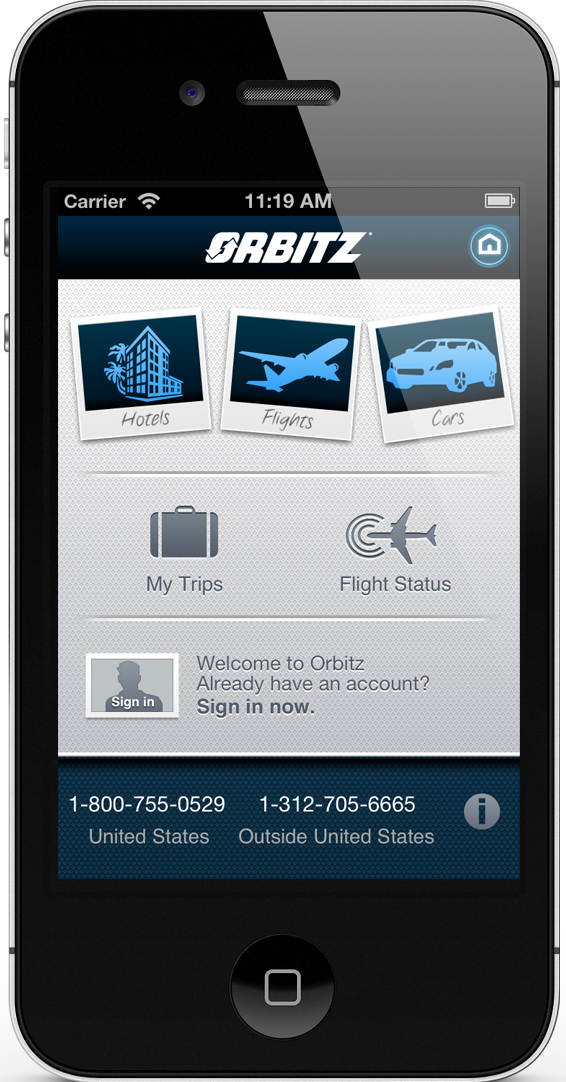 Carrier 11:19 AM
ORBITZ
Hotels Flights Cars
My Trips Flight Status
Sign in
Welcome to Orbitz
Already have an account?
Sign in now.
1-800-755-0529 1-312-705-6665
United States Outside United States
i